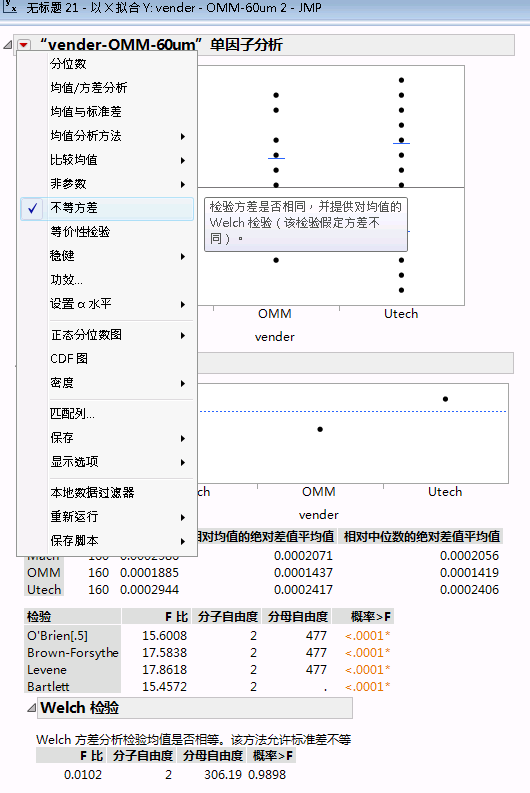 无标题 21 - 以 X 拟合 Y: vender - OMM-60um 2 - JMP
“vender-OMM-60um”单因子分析
分位数
均值/方差分析
均值与标准差
均值分析方法
比较均值
非参数
不等方差
等价性检验
稳健
功效...
设置 α 水平
正态分位数图
CDF 图
密度
匹配列...
保存
显示选项
本地数据过滤器
重新运行
保存脚本
检验方差是否相同，并提供对均值的
Welch 检验（该检验假定方差不
同）。
OMM Utech
vender
OMM Utech
vender
相对均值的绝对差值平均值 相对中位数的绝对差值平均值
0.0002071 0.0002056
OMM 160 0.0001885 0.0001437 0.0001419
Utech 160 0.0002944 0.0002417 0.0002406
检验 F 比 分子自由度 分母自由度 概率>F
O'Brien[.5] 15.6008 2 477 <.0001*
Brown-Forsythe 17.5838 2 477 <.0001*
Levene 17.8618 2 477 <.0001*
Bartlett 15.4572 2 . <.0001*
Welch 检验
Welch 方差分析检验均值是否相等。该方法允许标准差不等
F 比 分子自由度 分母自由度 概率>F
0.0102 2 306.19 0.9898